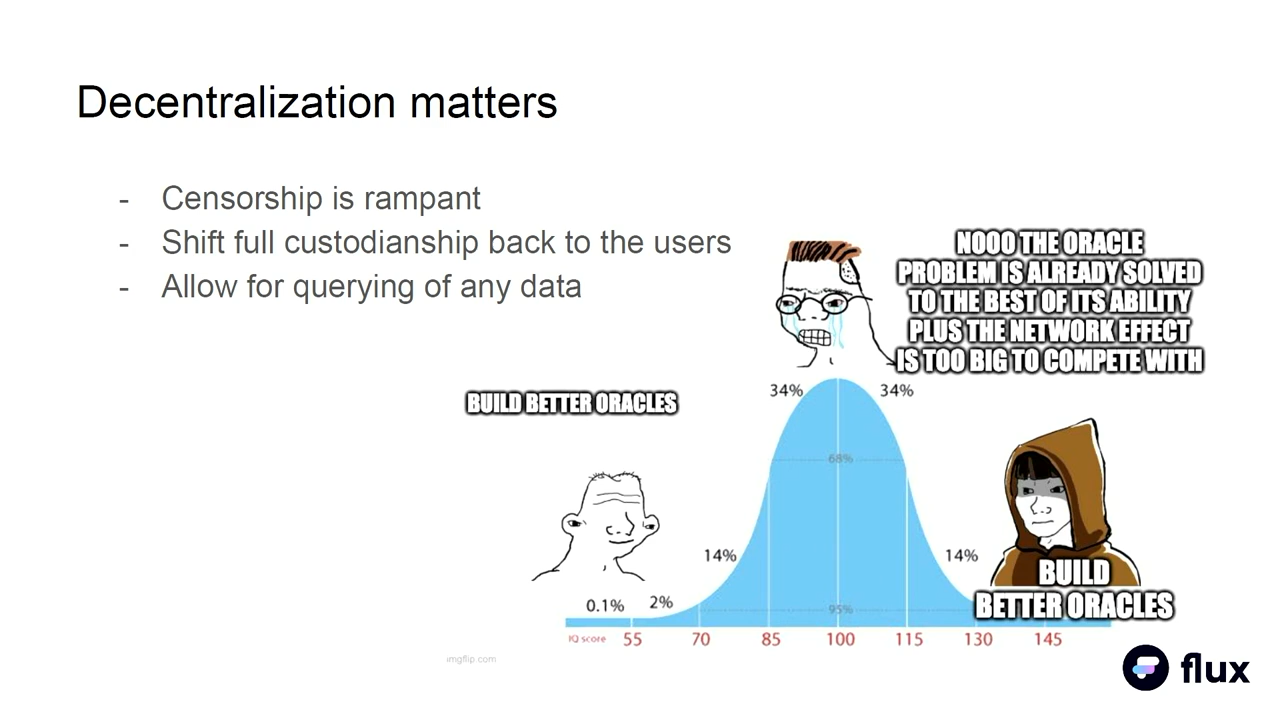 Decentralization matters
- Censorship is rampant
- Shift full custodianship back to the users
- Allow for querying of any data
NOOO THE ORACLE
PROBLEM IS ALREADY SOLVED
TO THE BEST OF ITS ABILITY
PLUS THE NETWORK EFFECT
IS TOO BIG TO COMPETE WITH
BUILD BETTER ORACLES
34% 34%
68%
14% 14%
BUILD
BETTER ORACLES
0.1% 2%
95%
IQ score 55 70 85 100 115 130 145
imgflip.com
flux